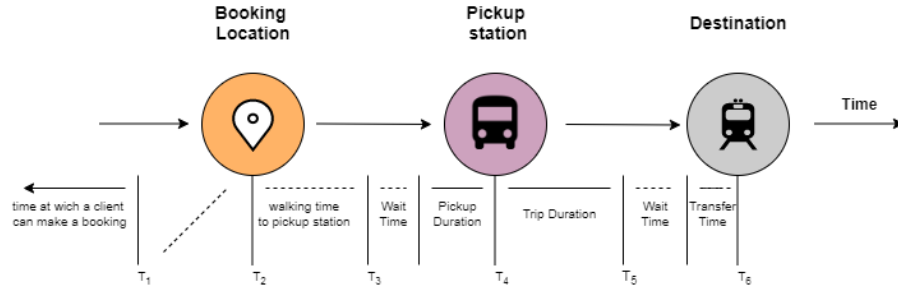 Booking
Location
Pickup
station
Destination
Time
time at wich a client
can make a booking
walking time
to pickup station
Wait
Time
Pickup
Duration
Trip Duration
Wait
Time
Transfer
Time
T1
T2
T3
T4
T5
T6